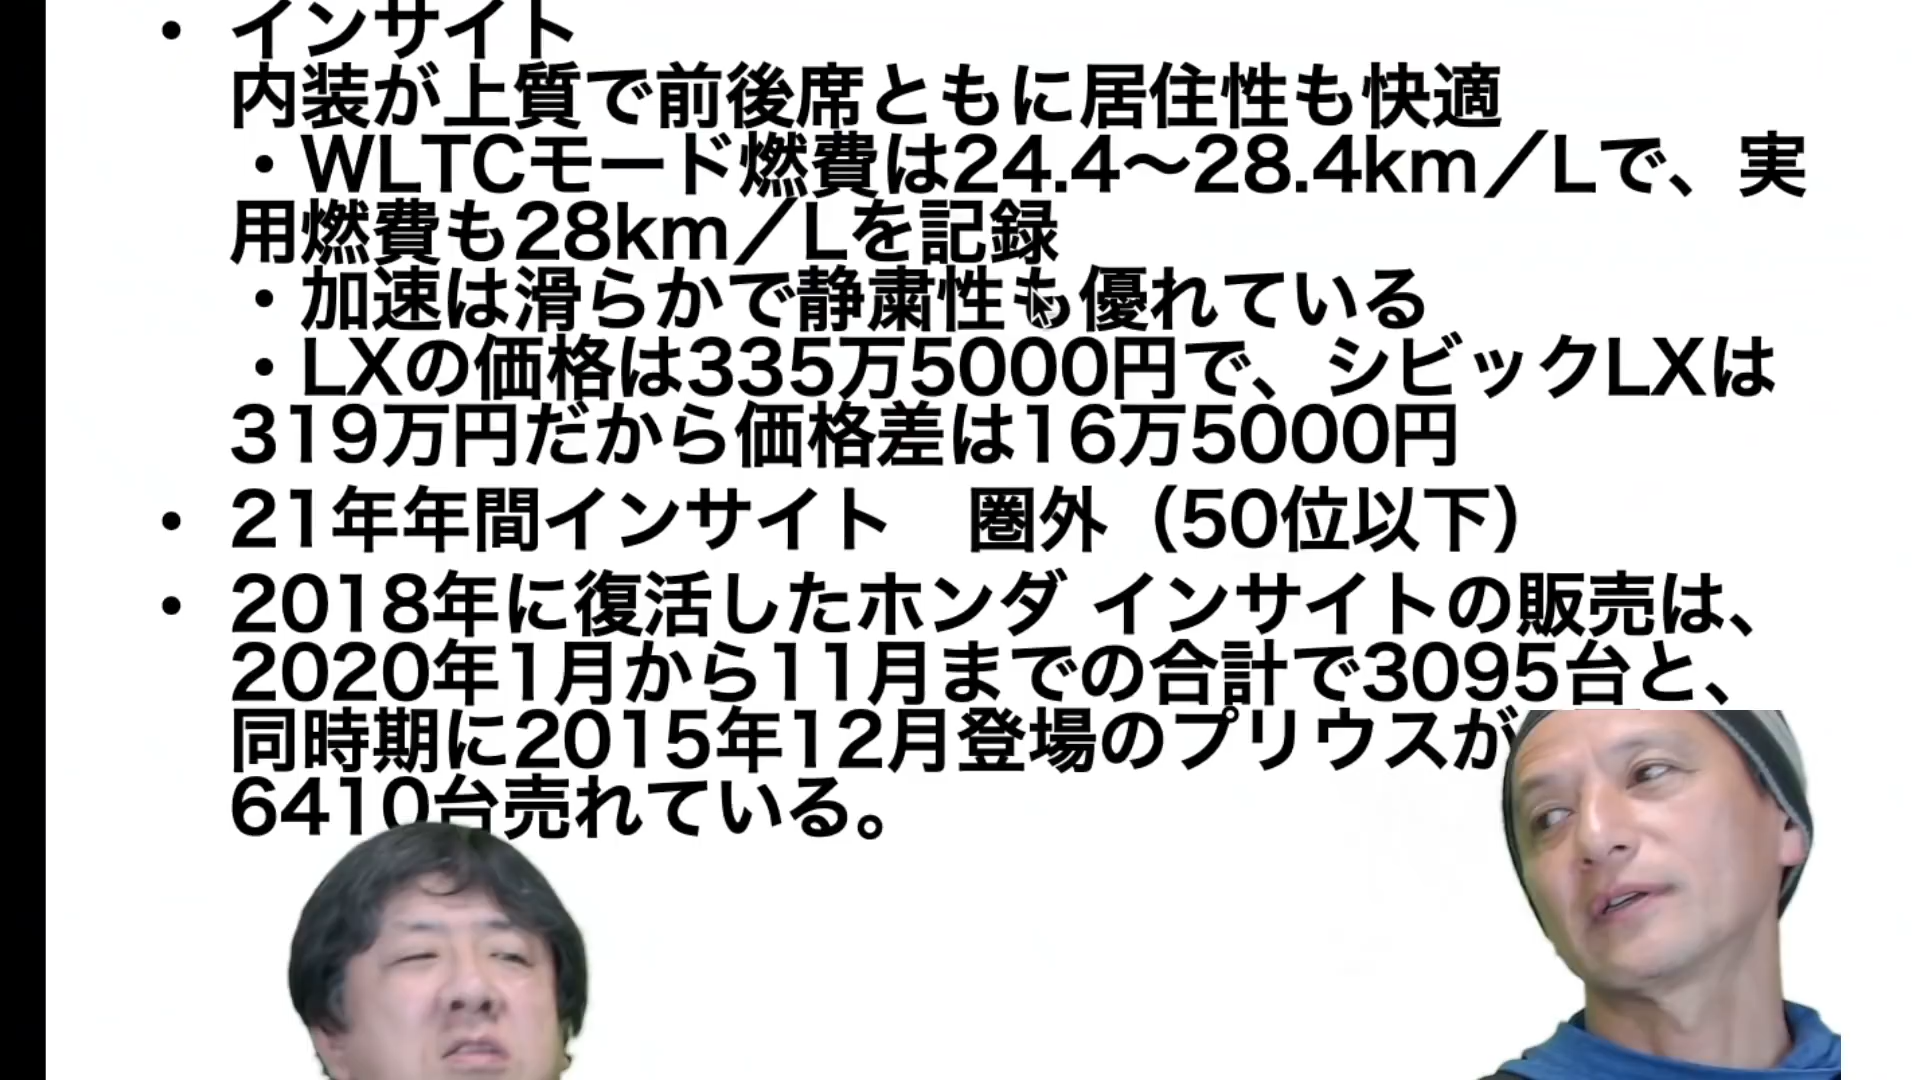 • インサイト
内装が上質で前後席ともに居住性も快適
・WLTCモード燃費は24.4〜28.4km／Lで、実
用燃費も28km／Lを記録
・加速は滑らかで静粛性も優れている
・LXの価格は335万5000円で、シビックLXは
319万円だから価格差は16万5000円
• 21年年間インサイト　圏外（50位以下）
• 2018年に復活したホンダ インサイトの販売は、
2020年1月から11月までの合計で3095台と、
同時期に2015年12月登場のプリウスが
6410台売れている。